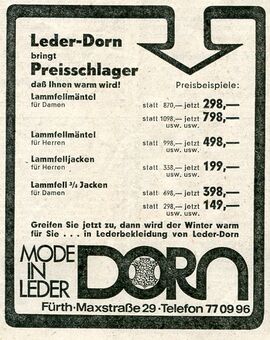 Leder-Dorn
bringt
Preisschlager
daß Ihnen warm wird!
Preisbeispiele:
Lammfellmäntel
für Damen statt 870,— jetzt 298,—
statt 1098,— jetzt 798,—
usw. usw.
Lammfellmäntel
für Herren statt 998,— jetzt 498,—
usw. usw.
Lammfelljacken
für Herren statt 338,— jetzt 199,—
usw. usw.
Lammfell ¾ Jacken
für Damen statt 698,— jetzt 398,—
statt 298,— jetzt 149,—
usw. usw.
Greifen Sie jetzt zu, dann wird der Winter warm
für Sie . . . in Lederbekleidung von Leder-Dorn
MODE
IN
LEDER
DORN
Fürth·Maxstraße 29·Telefon 77 09 96